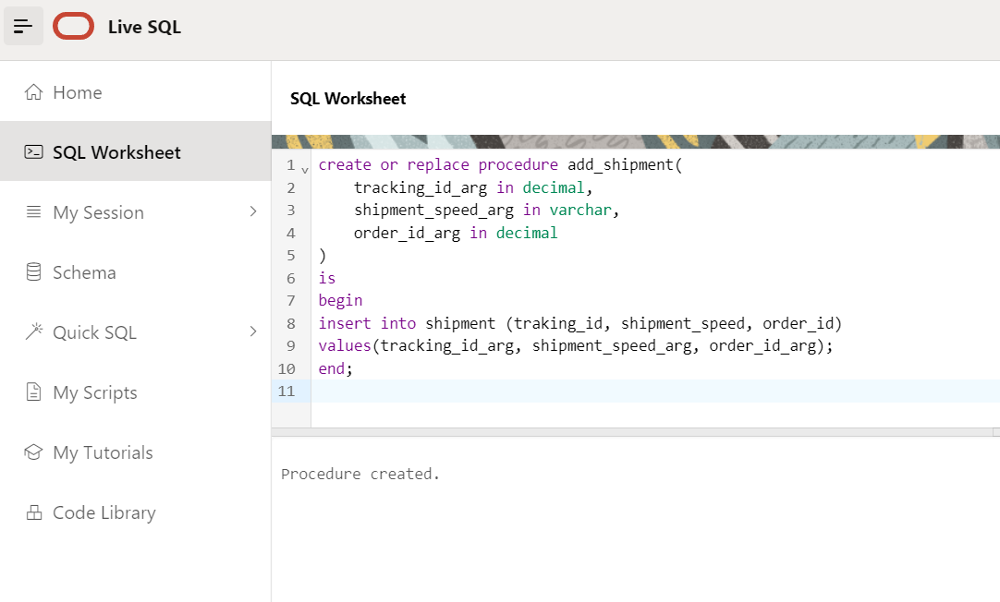 Live SQL
Home
SQL Worksheet
My Session
Schema
Quick SQL
My Scripts
My Tutorials
Code Library
SQL Worksheet
1 create or replace procedure add_shipment(
2 tracking_id_arg in decimal,
3 shipment_speed_arg in varchar,
4 order_id_arg in decimal
5 )
6 is
7 begin
8 insert into shipment (traking_id, shipment_speed, order_id)
9 values(tracking_id_arg, shipment_speed_arg, order_id_arg);
10 end;
11
Procedure created.